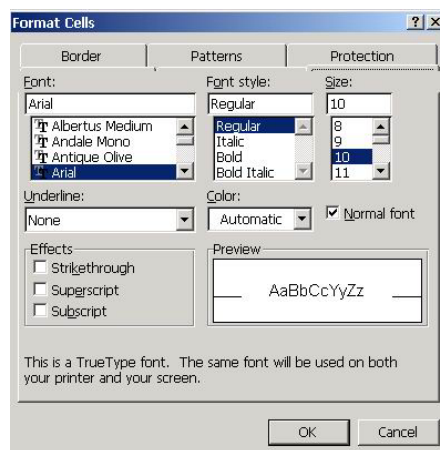 Format Cells
Border Patterns Protection
Font: Font style: Size:
Arial Regular 10
Albertus Medium Regular 8
Andale Mono Italic 9
Antique Olive Bold 10
Arial Bold Italic 11
Underline: Color:
None Automatic Normal font
Effects Preview
Strikethrough
Superscript AaBbCcYyZz
Subscript
This is a TrueType font. The same font will be used on both
your printer and your screen.
OK Cancel